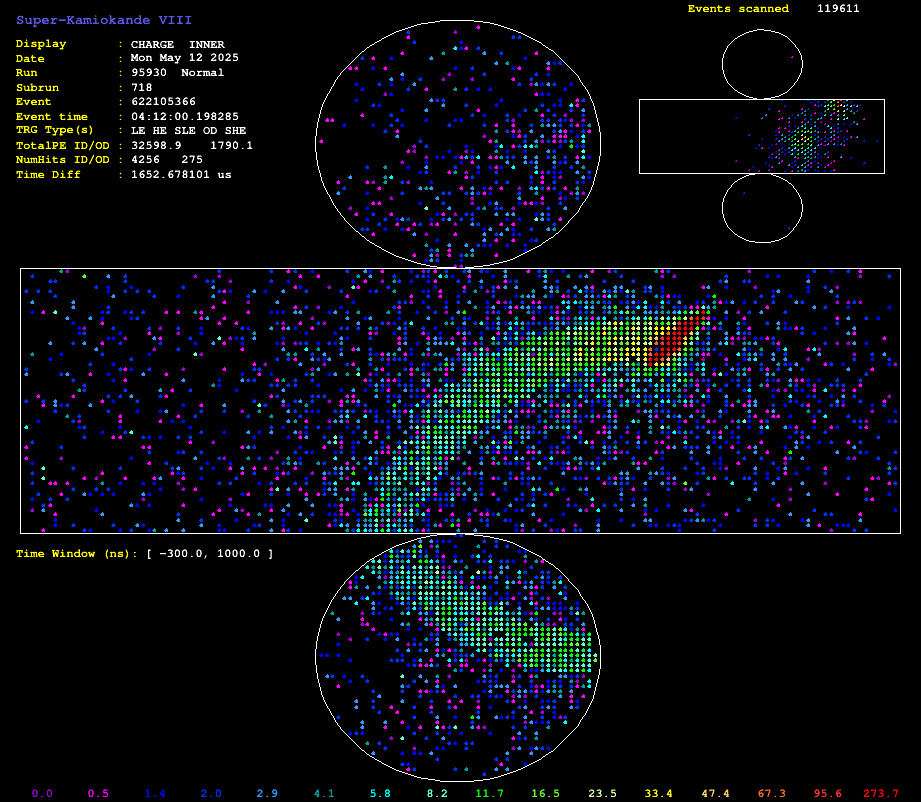 Super-Kamiokande VIII
Events scanned 119611
Display : CHARGE INNER
Date : Mon May 12 2025
Run : 95930 Normal
Subrun : 718
Event : 622105366
Event time : 04:12:00.198285
TRG Type(s) : LE HE SLE OD SHE
TotalPE ID/OD : 32598.9 1790.1
NumHits ID/OD : 4256 275
Time Diff : 1652.678101 us
Time Window (ns): [ −300.0, 1000.0 ]
0.0 0.5 1.4 2.0 2.9 4.1 5.8 8.2 11.7 16.5 23.5 33.4 47.4 67.3 95.6 273.7